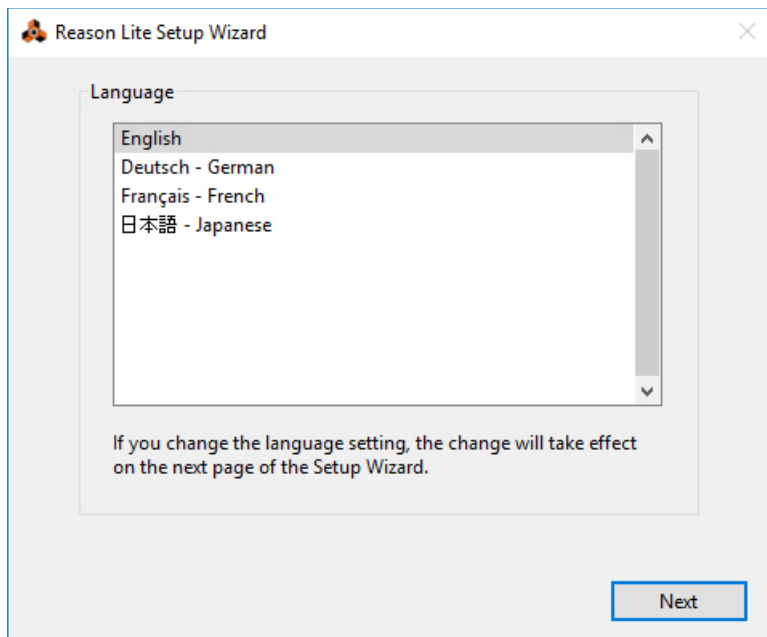 Reason Lite Setup Wizard
Language
English
Deutsch - German
Français - French
日本語 - Japanese
If you change the language setting, the change will take effect
on the next page of the Setup Wizard.
Next